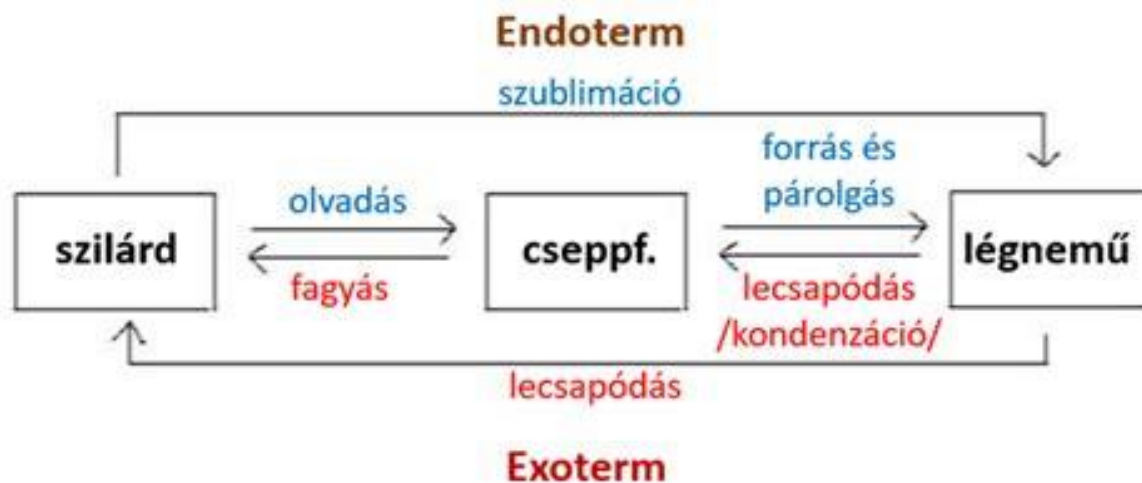 Endoterm
szublimáció
forrás és
párolgás
olvadás
szilárd
cseppf.
légnemű
fagyás
lecsapódás
/kondenzáció/
lecsapódás
Exoterm